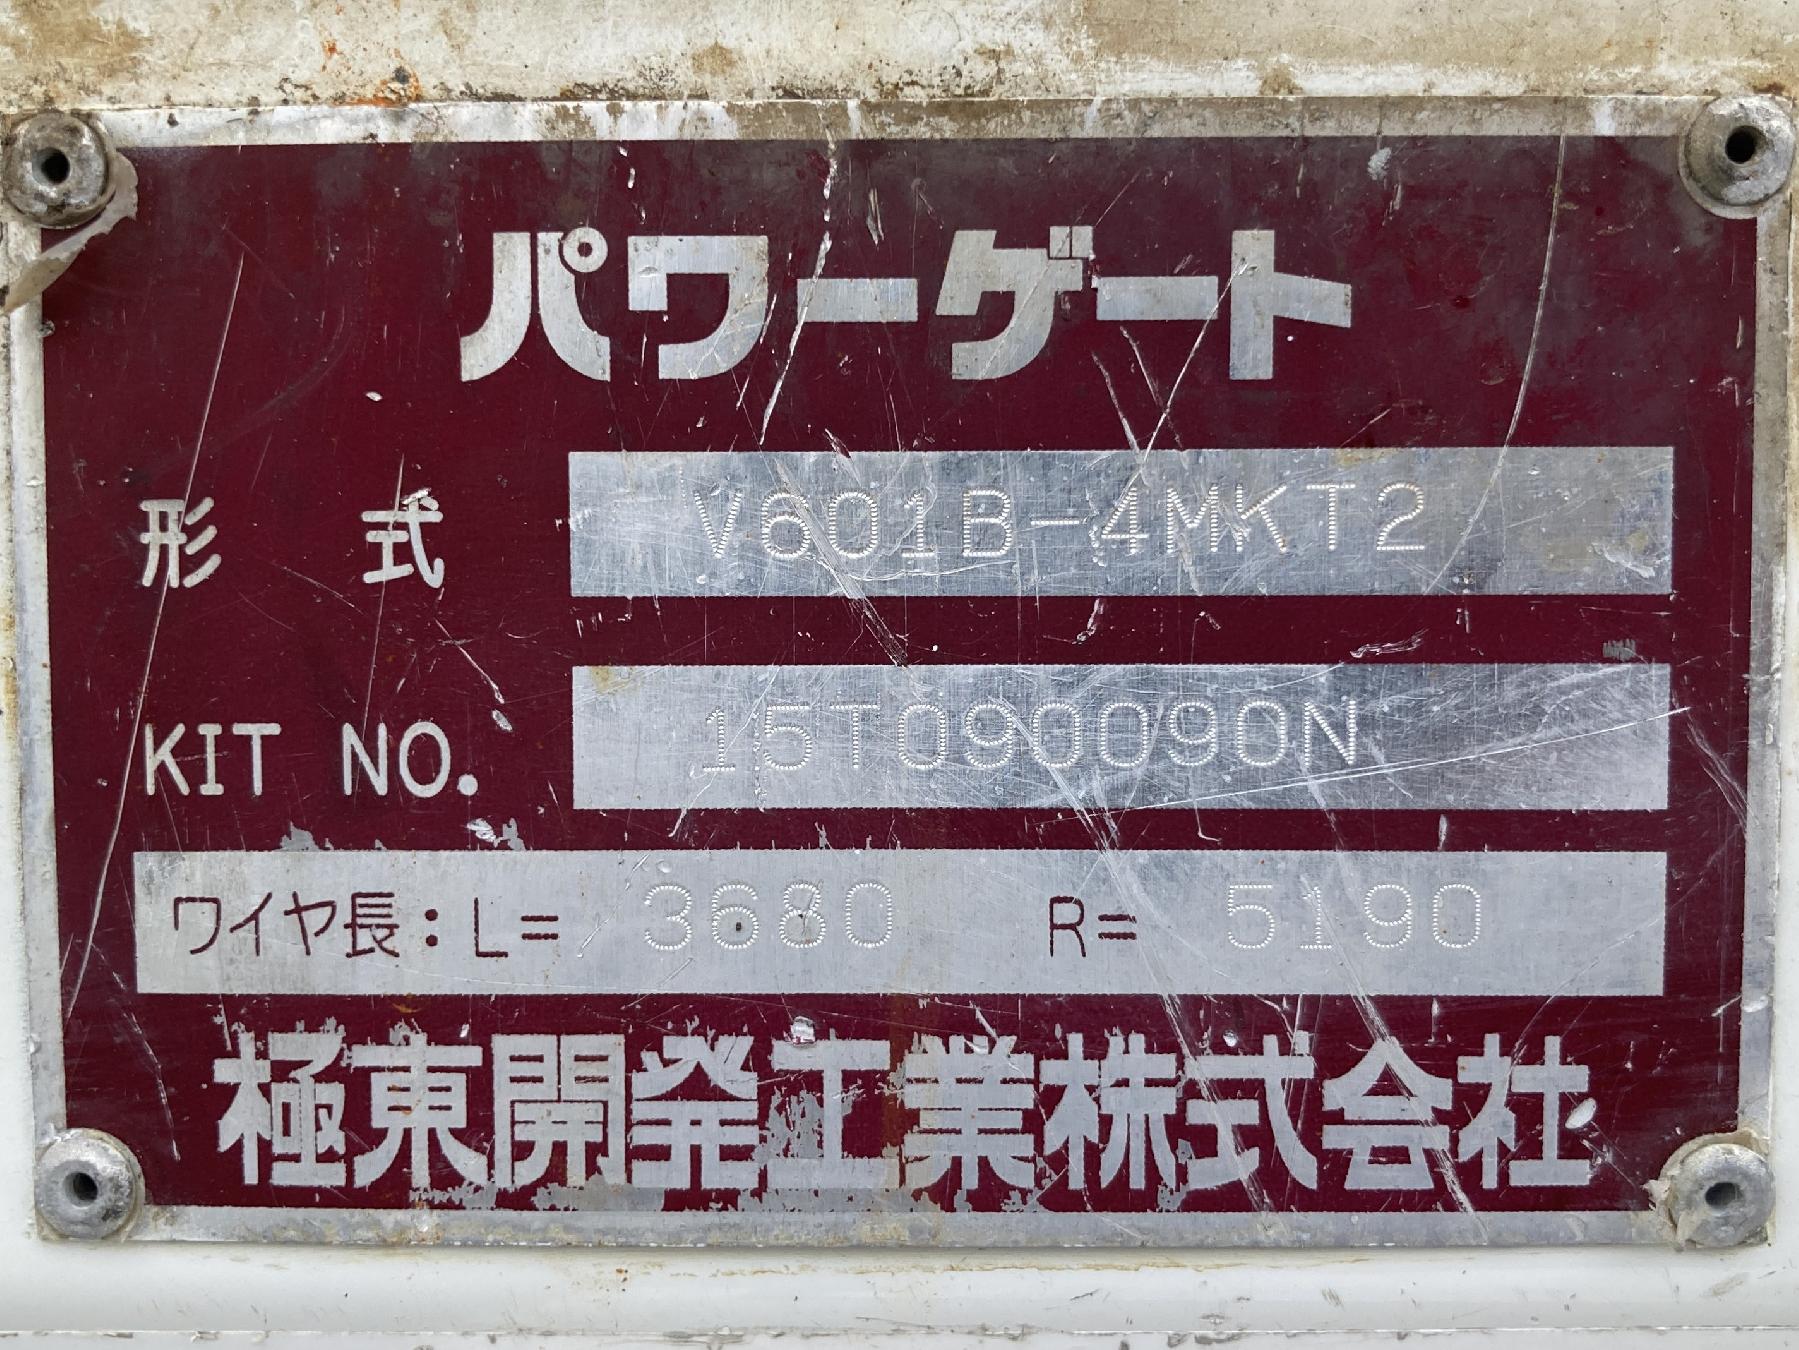 パワーゲート
形 式 V601B-4MKT2
KIT NO. 15T090090N
ワイヤ長：L= 3680 R= 5190
極東開発工業株式会社